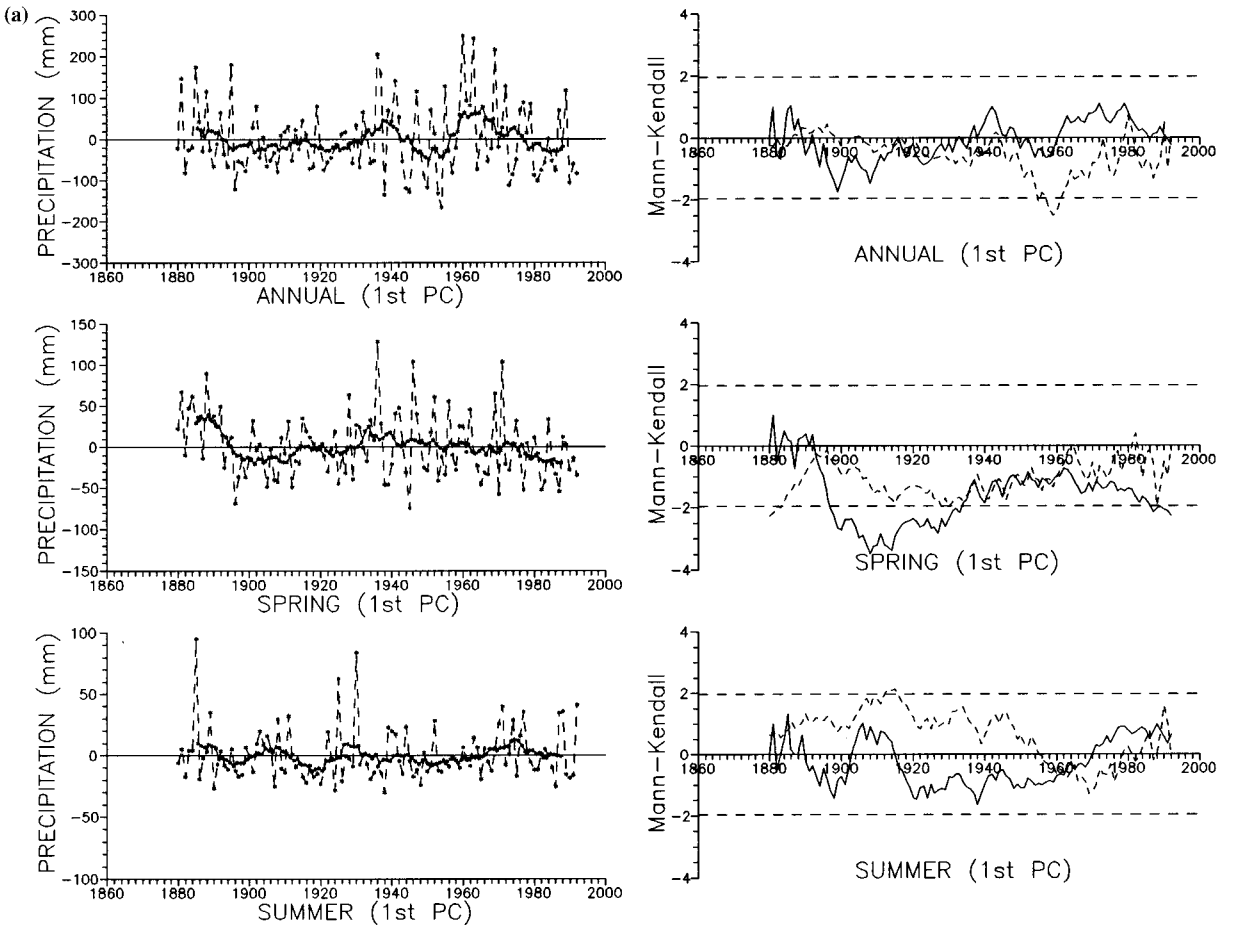 (a)
PRECIPITATION (mm)
300
200
100
0
−100
−200
−300
1860 1880 1900 1920 1940 1960 1980 2000
ANNUAL (1st PC)
Mann−Kendall
4
2
0
−2
−4
1860 1880 1900 1920 1940 1960 1980 2000
ANNUAL (1st PC)
PRECIPITATION (mm)
150
100
50
0
−50
−100
−150
1860 1880 1900 1920 1940 1960 1980 2000
SPRING (1st PC)
Mann−Kendall
4
2
0
−2
−4
1860 1880 1900 1920 1940 1960 1980 2000
SPRING (1st PC)
PRECIPITATION (mm)
100
50
0
−50
−100
1860 1880 1900 1920 1940 1960 1980 2000
SUMMER (1st PC)
Mann−Kendall
4
2
0
−2
−4
1860 1880 1900 1920 1940 1960 1980 2000
SUMMER (1st PC)